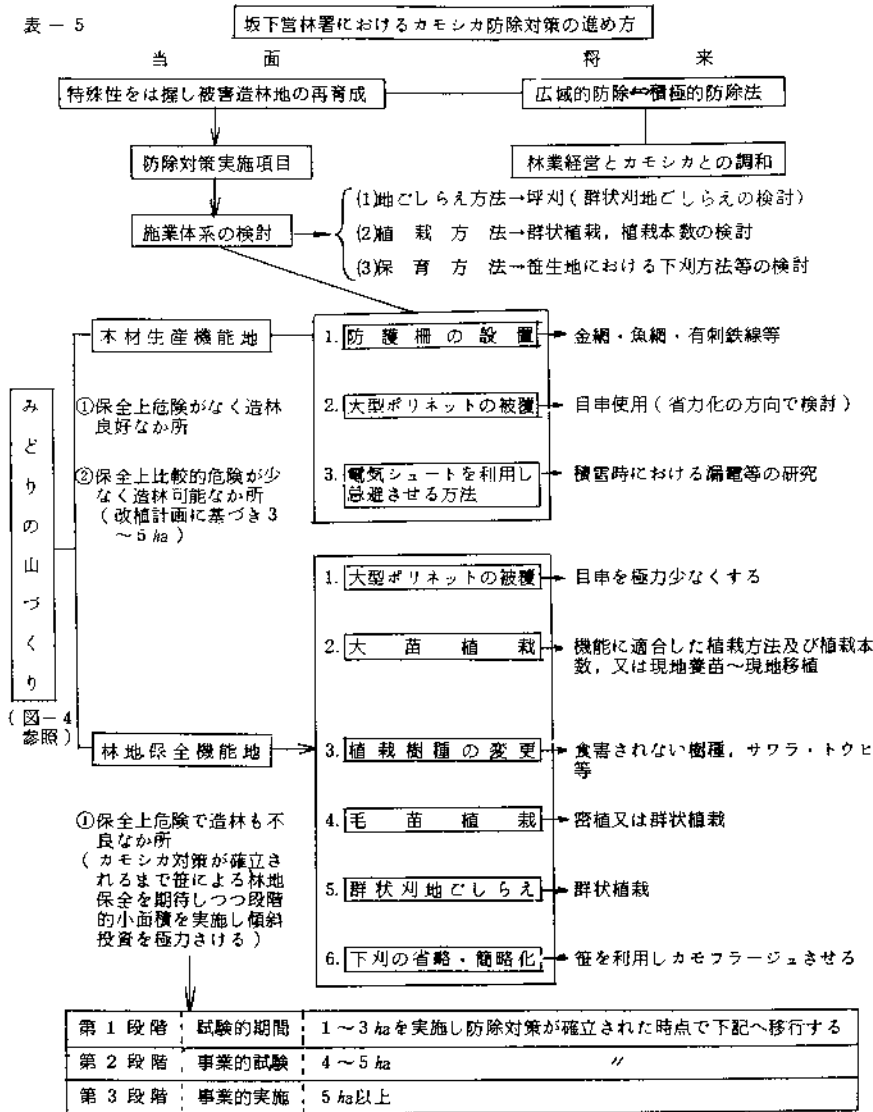 表－5
坂下営林署におけるカモシカ防除対策の進め方
当面
将来
特殊性をは握し被害造林地の再育成
広域的防除↔積極的防除法
防除対策実施項目
林業経営とカモシカとの調和
施業体系の検討
(1)地ごしらえ方法→坪刈(群状刈地ごしらえの検討)
(2)植栽方法→群状植栽,植栽本数の検討
(3)保育方法→笹生地における下刈方法等の検討
みどりの山づくり
(図－4
参照)
木材生産機能地
①保全上危険がなく造林
良好なか所
②保全上比較的危険が少
なく造林可能なか所
(改植計画に基づき3
～5ha)
1.防護柵の設置→金網・魚網・有刺鉄線等
2.大型ポリネットの被覆→目串使用(省力化の方向で検討)
3.電気シュートを利用し
忌避させる方法
→積雪時における漏電等の研究
林地保全機能地
①保全上危険で造林も不
良なか所
(カモシカ対策が確立さ
れるまで笹による林地
保全を期待しつつ段階
的小面積を実施し傾斜
投資を極力さける)
1.大型ポリネットの被覆→目串を極力少なくする
2.大苗植栽→機能に適合した植栽方法及び植栽本
数,又は現地養苗～現地移植
3.植栽樹種の変更→食害されない樹種,サワラ・トウヒ
等
4.毛苗植栽→密植又は群状植栽
5.群状刈地ごしらえ→群状植栽
6.下刈の省略・簡略化→笹を利用しカモフラージュさせる
第1段階 試験的期間 1～3haを実施し防除対策が確立された時点で下記へ移行する
第2段階 事業的試験 4～5ha 〃
第3段階 事業的実施 5ha以上